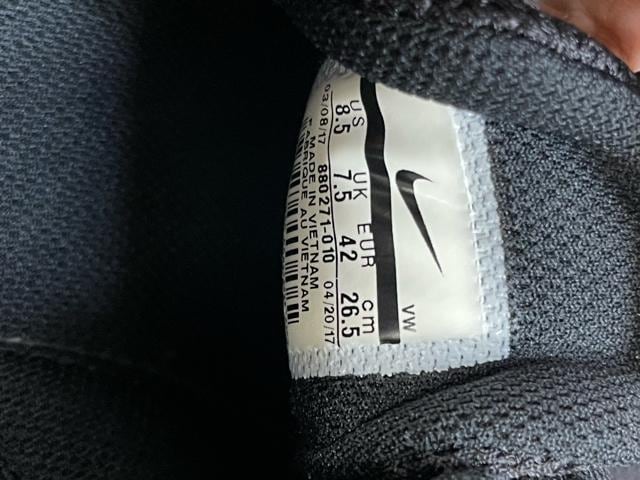 VW
US UK EUR cm
8.5 7.5 42 26.5
03/08/17 880271-010 04/20/17
MADE IN VIETNAM
FABRIQUE AU VIETNAM